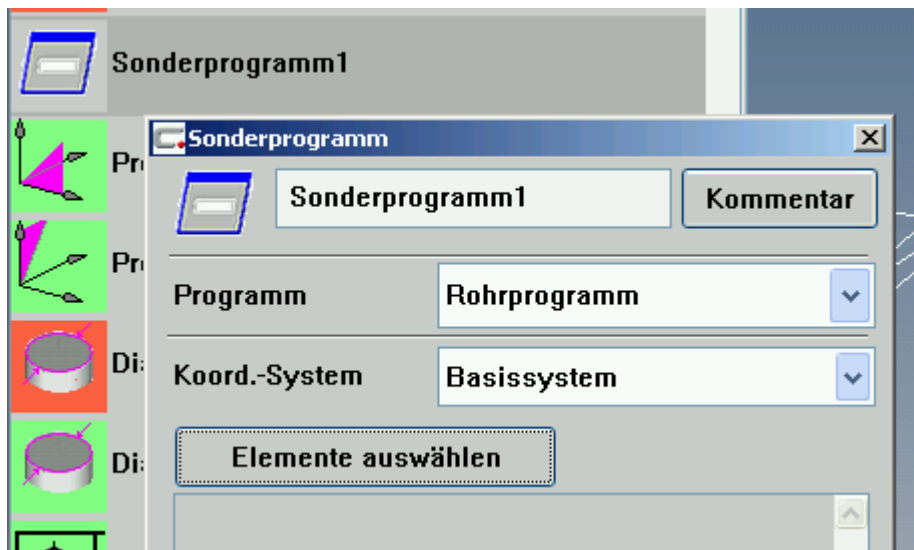 Sonderprogramm1
Sonderprogramm
Sonderprogramm1
Kommentar
Programm
Rohrprogramm
Koord.-System
Basissystem
Elemente auswählen